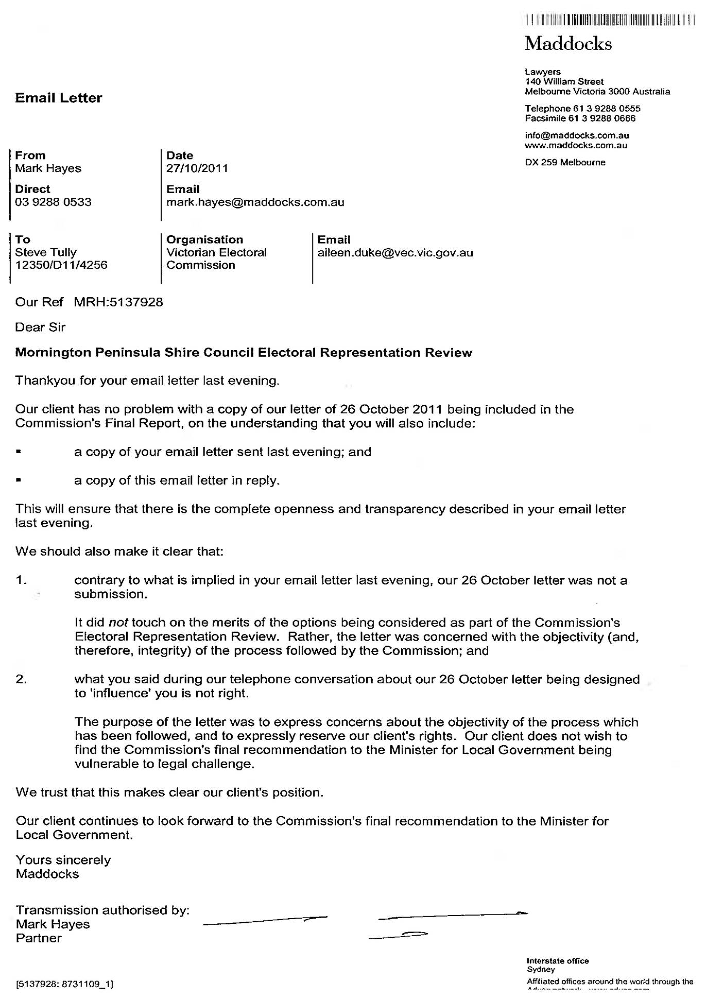 Maddocks
Lawyers
140 William Street
Melbourne Victoria 3000 Australia
Telephone 61 3 9288 0555
Facsimile 61 3 9288 0666
info@maddocks.com.au
www.maddocks.com.au
DX 259 Melbourne
Email Letter
From
Mark Hayes
Date
27/10/2011
Direct
03 9288 0533
Email
mark.hayes@maddocks.com.au
To
Steve Tully
12350/D11/4256
Organisation
Victorian Electoral
Commission
Email
aileen.duke@vec.vic.gov.au
Our Ref MRH:5137928
Dear Sir
Mornington Peninsula Shire Council Electoral Representation Review
Thankyou for your email letter last evening.
Our client has no problem with a copy of our letter of 26 October 2011 being included in the
Commission's Final Report, on the understanding that you will also include:
▪ a copy of your email letter sent last evening; and
▪ a copy of this email letter in reply.
This will ensure that there is the complete openness and transparency described in your email letter
last evening.
We should also make it clear that:
1. contrary to what is implied in your email letter last evening, our 26 October letter was not a
submission.
It did not touch on the merits of the options being considered as part of the Commission's
Electoral Representation Review. Rather, the letter was concerned with the objectivity (and,
therefore, integrity) of the process followed by the Commission; and
2. what you said during our telephone conversation about our 26 October letter being designed
to 'influence' you is not right.
The purpose of the letter was to express concerns about the objectivity of the process which
has been followed, and to expressly reserve our client's rights. Our client does not wish to
find the Commission's final recommendation to the Minister for Local Government being
vulnerable to legal challenge.
We trust that this makes clear our client's position.
Our client continues to look forward to the Commission's final recommendation to the Minister for
Local Government.
Yours sincerely
Maddocks
Transmission authorised by:
Mark Hayes
Partner
Interstate office
Sydney
Affiliated offices around the world through the
[5137928: 8731109_1]